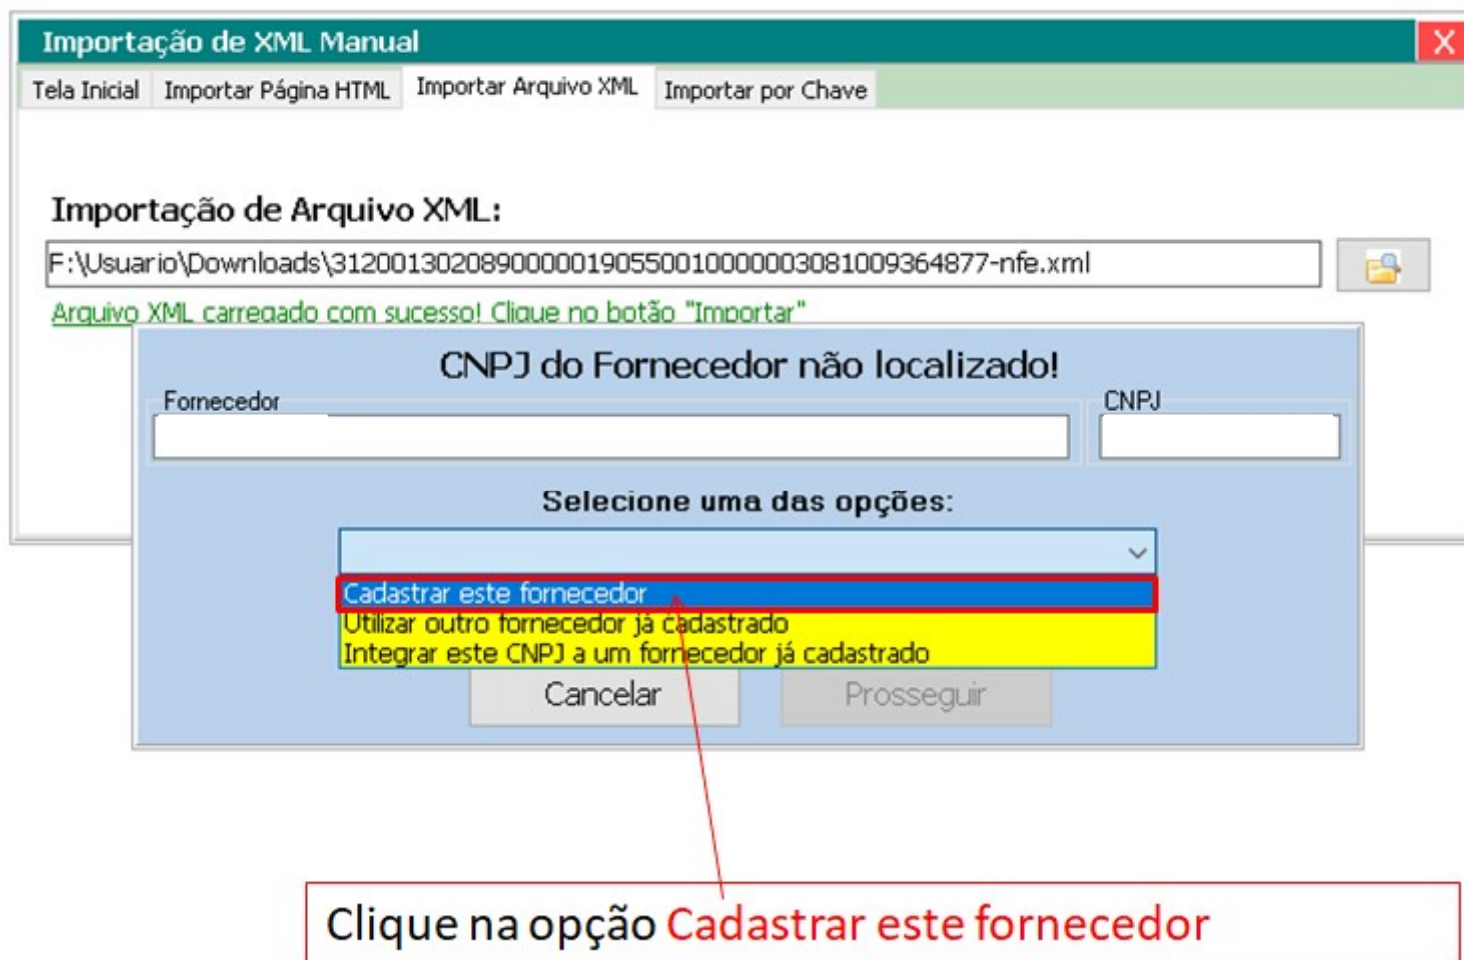 Importação de XML Manual
X
Tela Inicial Importar Página HTML Importar Arquivo XML Importar por Chave
Importação de Arquivo XML:
F:\Usuario\Downloads\31200130208900000190550010000003081009364877-nfe.xml
Arquivo XML carregado com sucesso! Clique no botão "Importar"
CNPJ do Fornecedor não localizado!
Fornecedor CNPJ
Selecione uma das opções:
Cadastrar este fornecedor
Utilizar outro fornecedor já cadastrado
Integrar este CNPJ a um fornecedor já cadastrado
Cancelar Prosseguir
Clique na opção Cadastrar este fornecedor